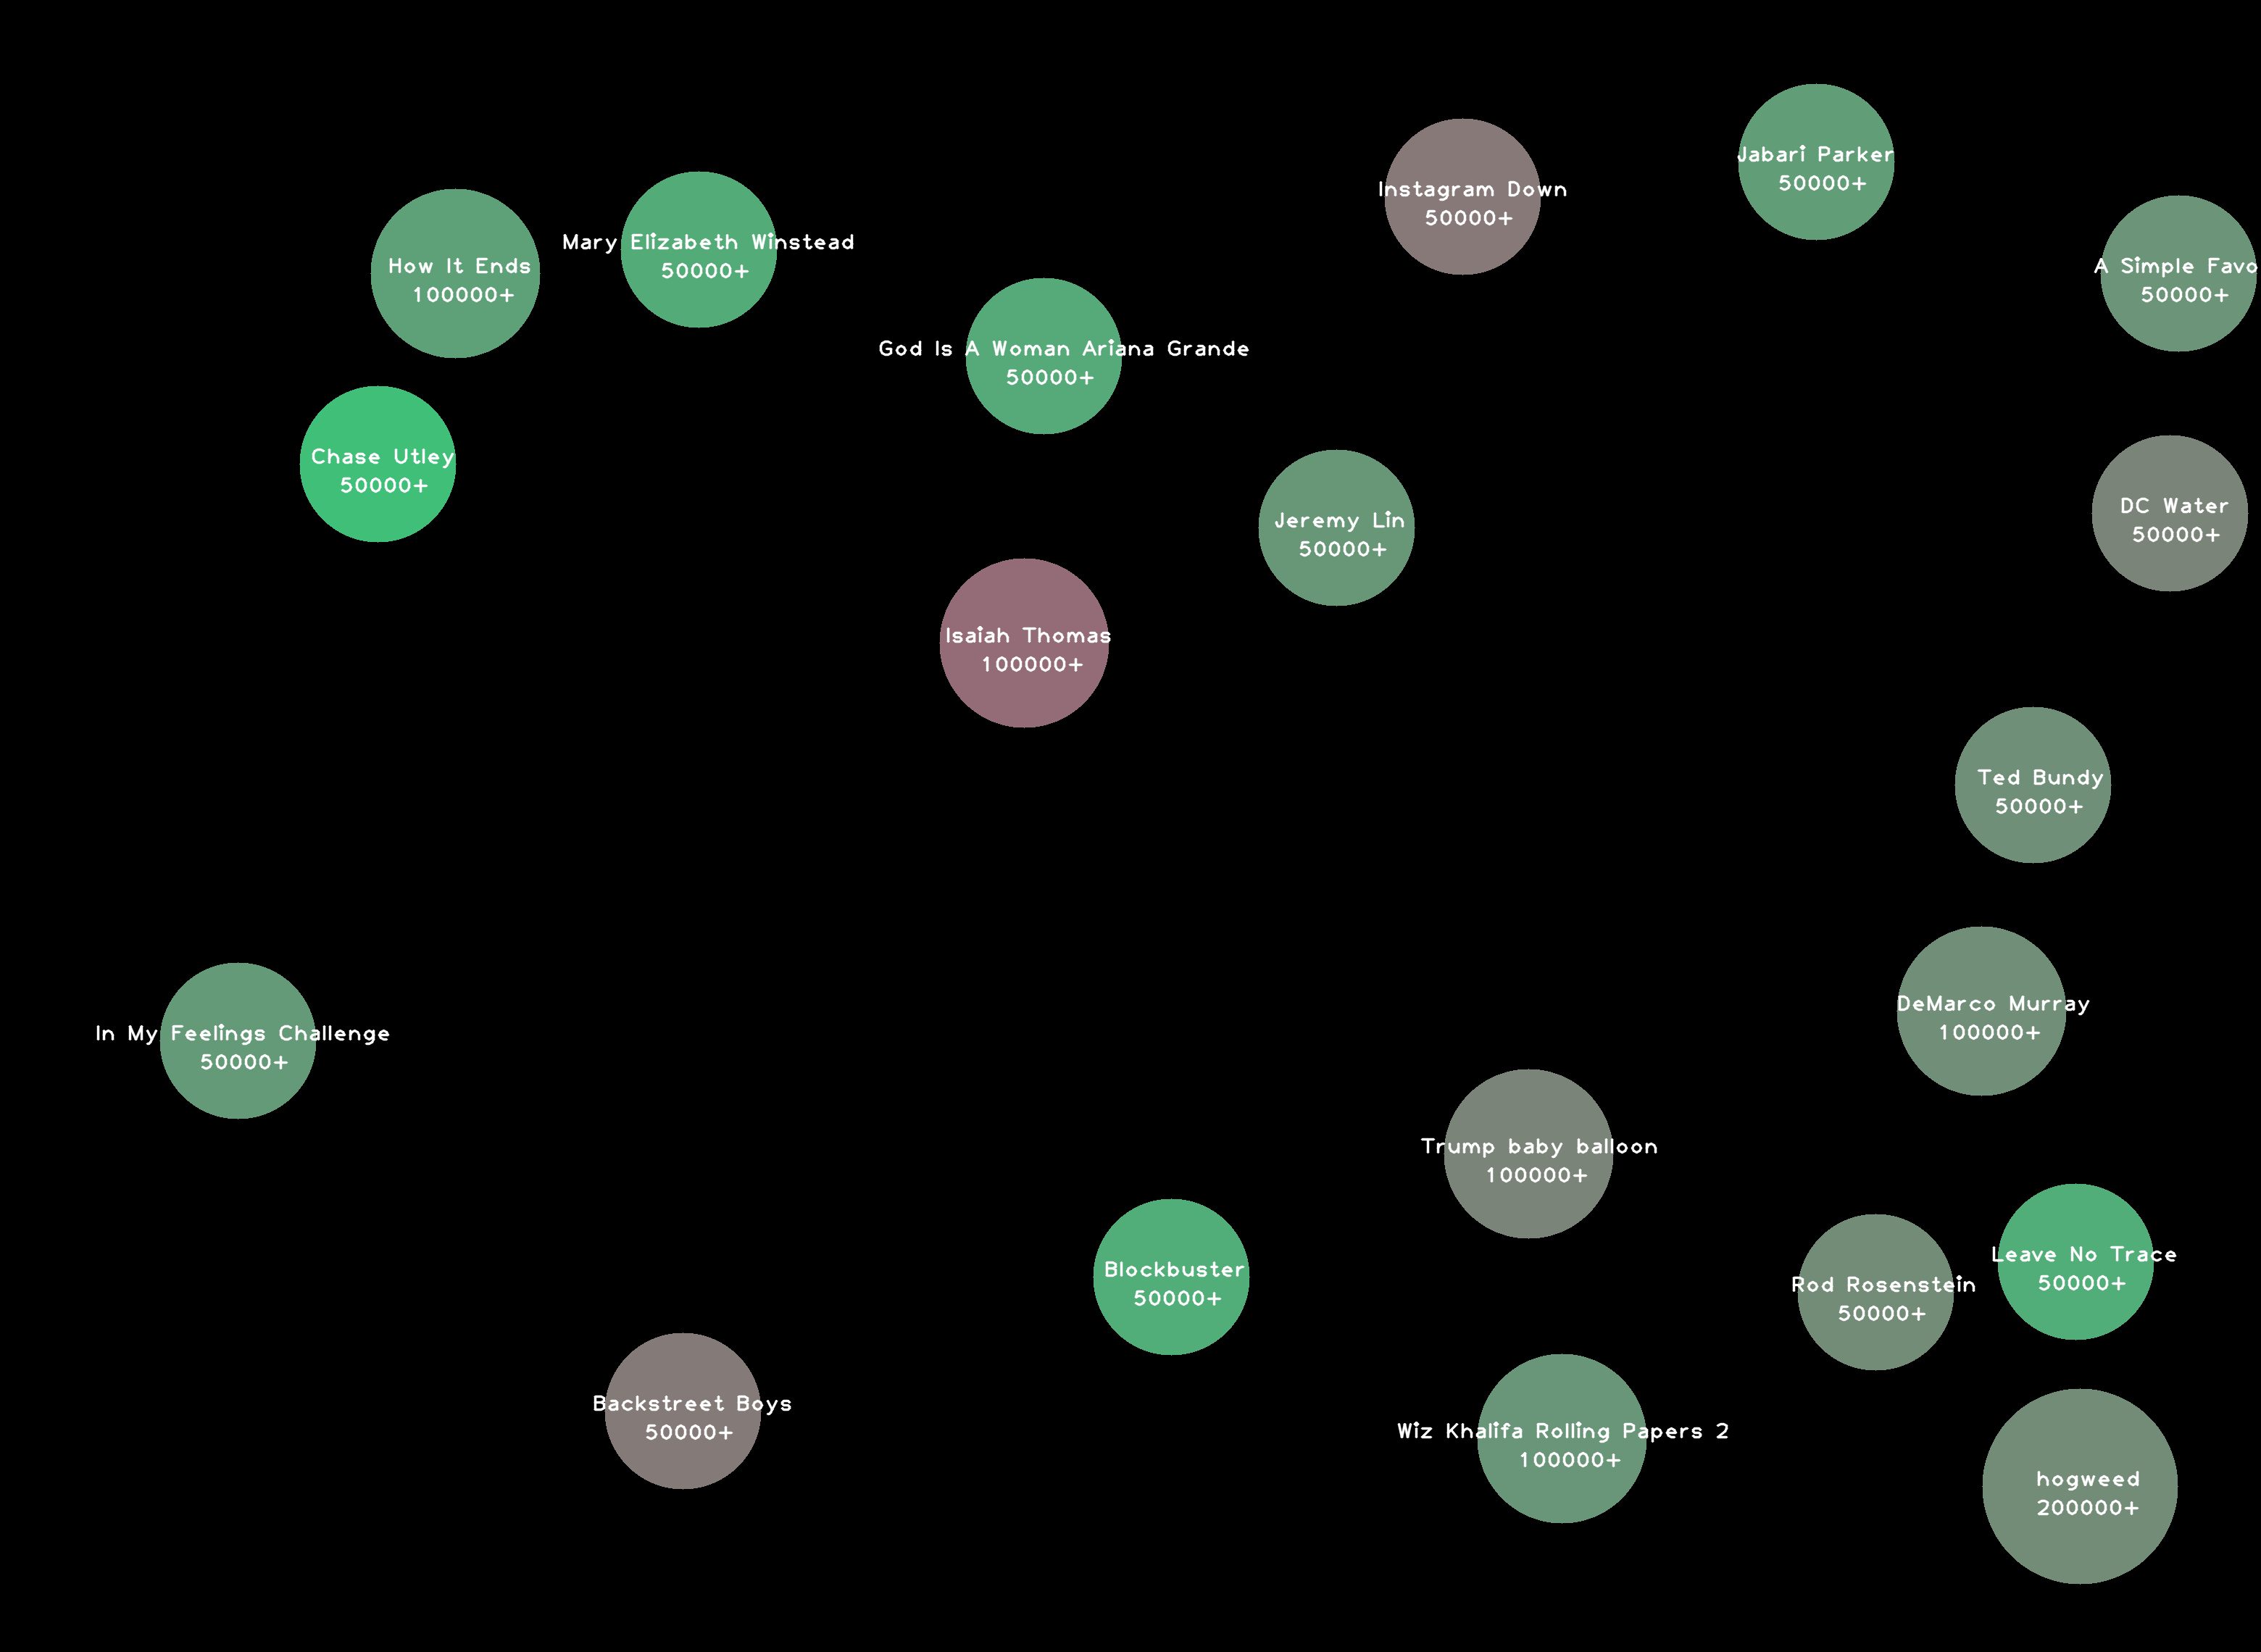 Jabari Parker
50000+
Instagram Down
50000+
Mary Elizabeth Winstead
50000+
How It Ends
100000+
A Simple Favo
50000+
God Is A Woman Ariana Grande
50000+
Chase Utley
50000+
DC Water
50000+
Jeremy Lin
50000+
Isaiah Thomas
100000+
Ted Bundy
50000+
DeMarco Murray
100000+
In My Feelings Challenge
50000+
Trump baby balloon
100000+
Leave No Trace
50000+
Blockbuster
50000+
Rod Rosenstein
50000+
Backstreet Boys
50000+
Wiz Khalifa Rolling Papers 2
100000+
hogweed
200000+